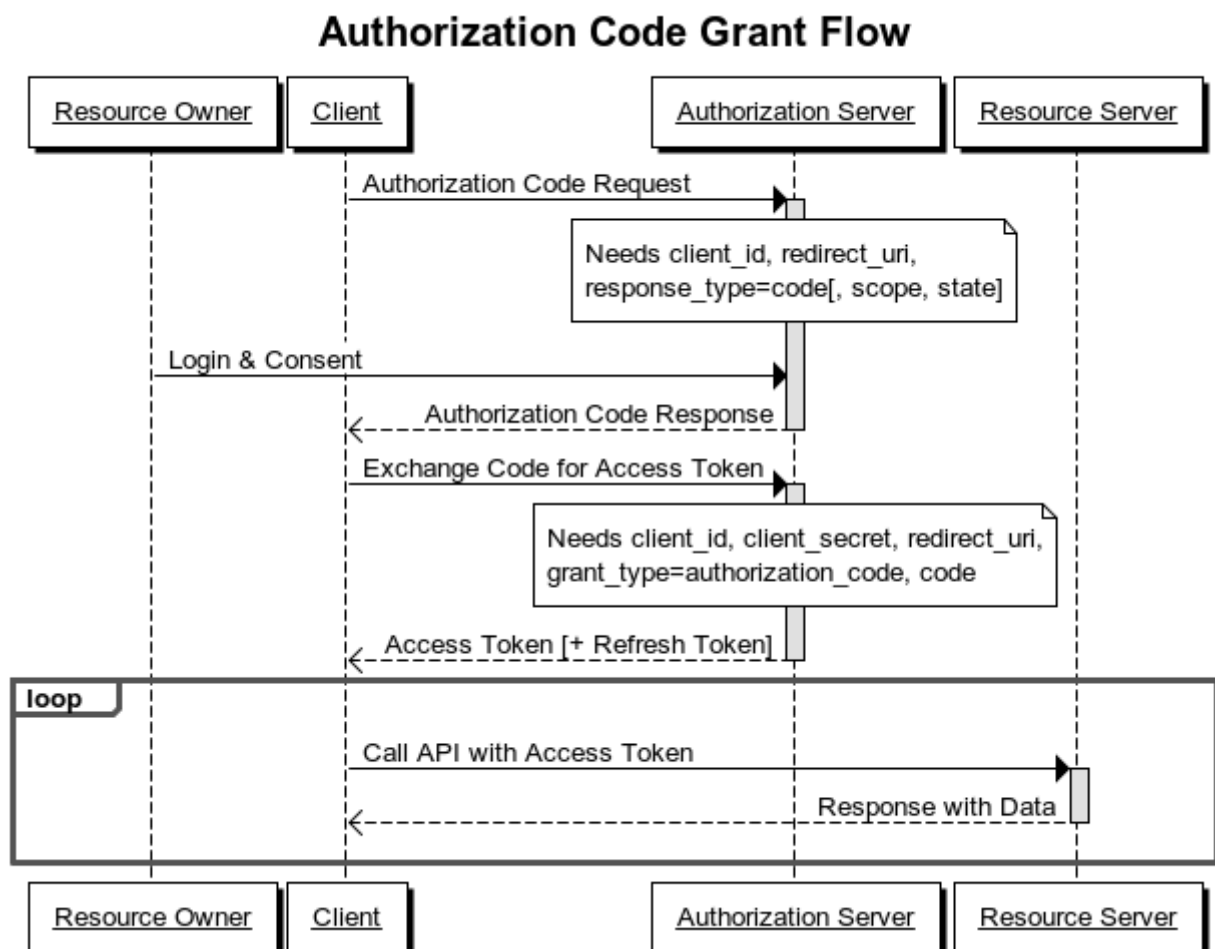 Authorization Code Grant Flow
Resource Owner
Client
Authorization Server
Resource Server
Authorization Code Request
Needs client_id, redirect_uri,
response_type=code[, scope, state]
Login & Consent
Authorization Code Response
Exchange Code for Access Token
Needs client_id, client_secret, redirect_uri,
grant_type=authorization_code, code
Access Token [+ Refresh Token]
loop
Call API with Access Token
Response with Data
Resource Owner
Client
Authorization Server
Resource Server